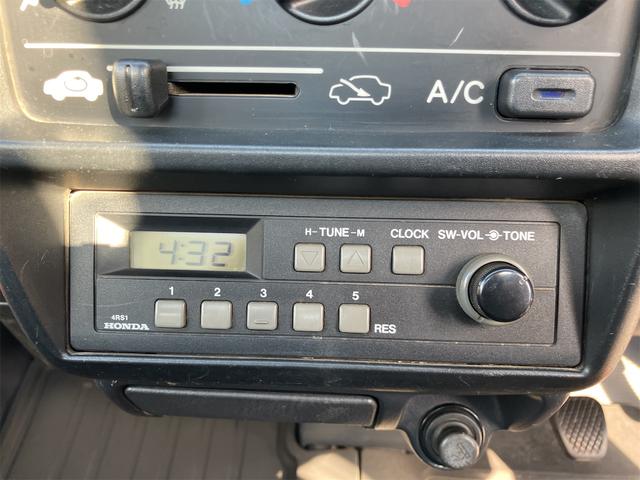 A/C
H-TUNE-M CLOCK SW-VOL TONE
4:32
1 2 3 4 5
RES
4RS1
HONDA